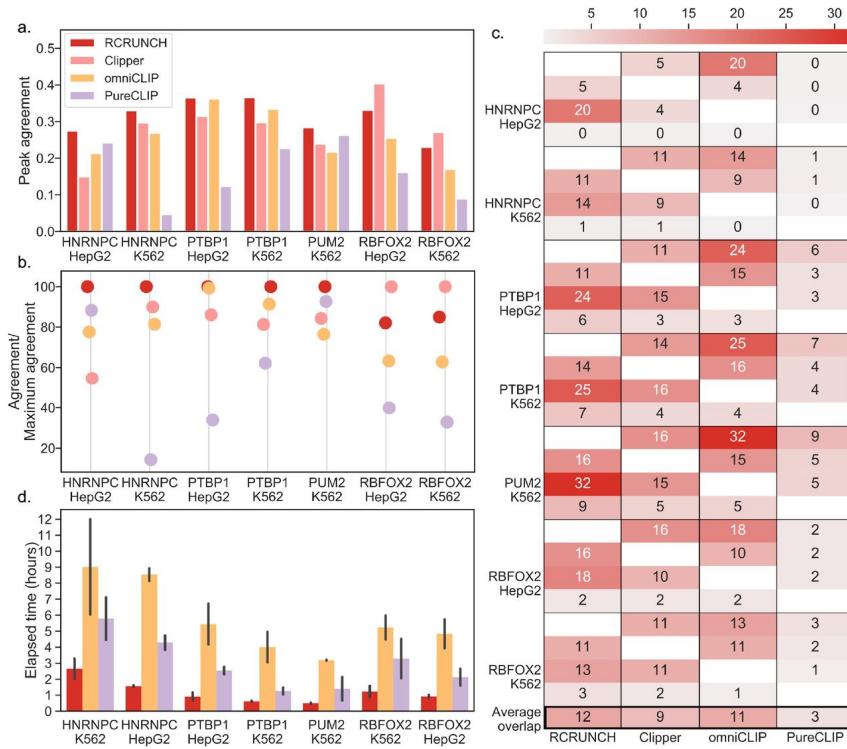 a.
0.5
0.4
0.3
0.2
0.1
0.0
Peak agreement
RCRUNCH
Clipper
omniCLIP
PureCLIP
HNRNPC HNRNPC PTBP1 PTBP1 PUM2 RBFOX2 RBFOX2
HepG2 K562 HepG2 K562 K562 HepG2 K562
b.
100
80
60
40
20
Agreement/
Maximum agreement
HNRNPC HNRNPC PTBP1 PTBP1 PUM2 RBFOX2 RBFOX2
HepG2 K562 HepG2 K562 K562 HepG2 K562
d.
12
11
10
9
8
7
6
5
4
3
2
1
0
Elapsed time (hours)
HNRNPC HNRNPC PTBP1 PTBP1 PUM2 RBFOX2 RBFOX2
K562 HepG2 HepG2 K562 K562 K562 HepG2
c.
5 10 15 20 25 30
HNRNPC
HepG2
5 20 0
5 4 0
20 4 0
0 0 0
HNRNPC
K562
11 14 1
11 9 1
14 9 0
1 1 0
PTBP1
HepG2
11 24 6
11 15 3
24 15 3
6 3 3
PTBP1
K562
14 25 7
14 16 4
25 16 4
7 4 4
PUM2
K562
16 32 9
16 15 5
32 15 5
9 5 5
RBFOX2
HepG2
16 18 2
16 10 2
18 10 2
2 2 2
RBFOX2
K562
11 13 3
11 11 2
13 11 1
3 2 1
Average
overlap
12 9 11 3
RCRUNCH Clipper omniCLIP PureCLIP